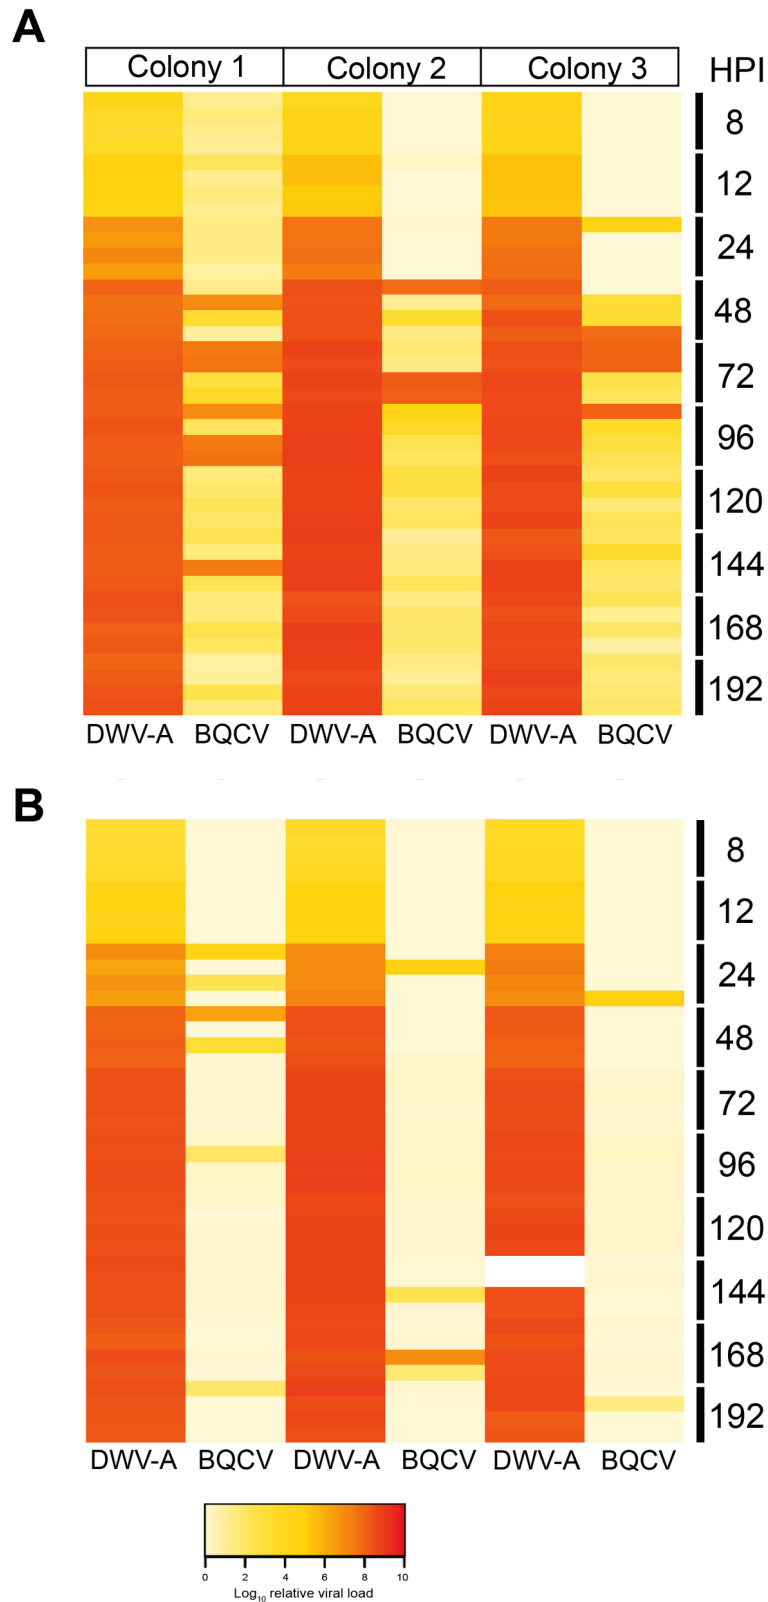 A
Colony 1 Colony 2 Colony 3 HPI
8
12
24
48
72
96
120
144
168
192
DWV-A BQCV DWV-A BQCV DWV-A BQCV
B
8
12
24
48
72
96
120
144
168
192
DWV-A BQCV DWV-A BQCV DWV-A BQCV
0 2 4 6 8 10
Log10 relative viral load